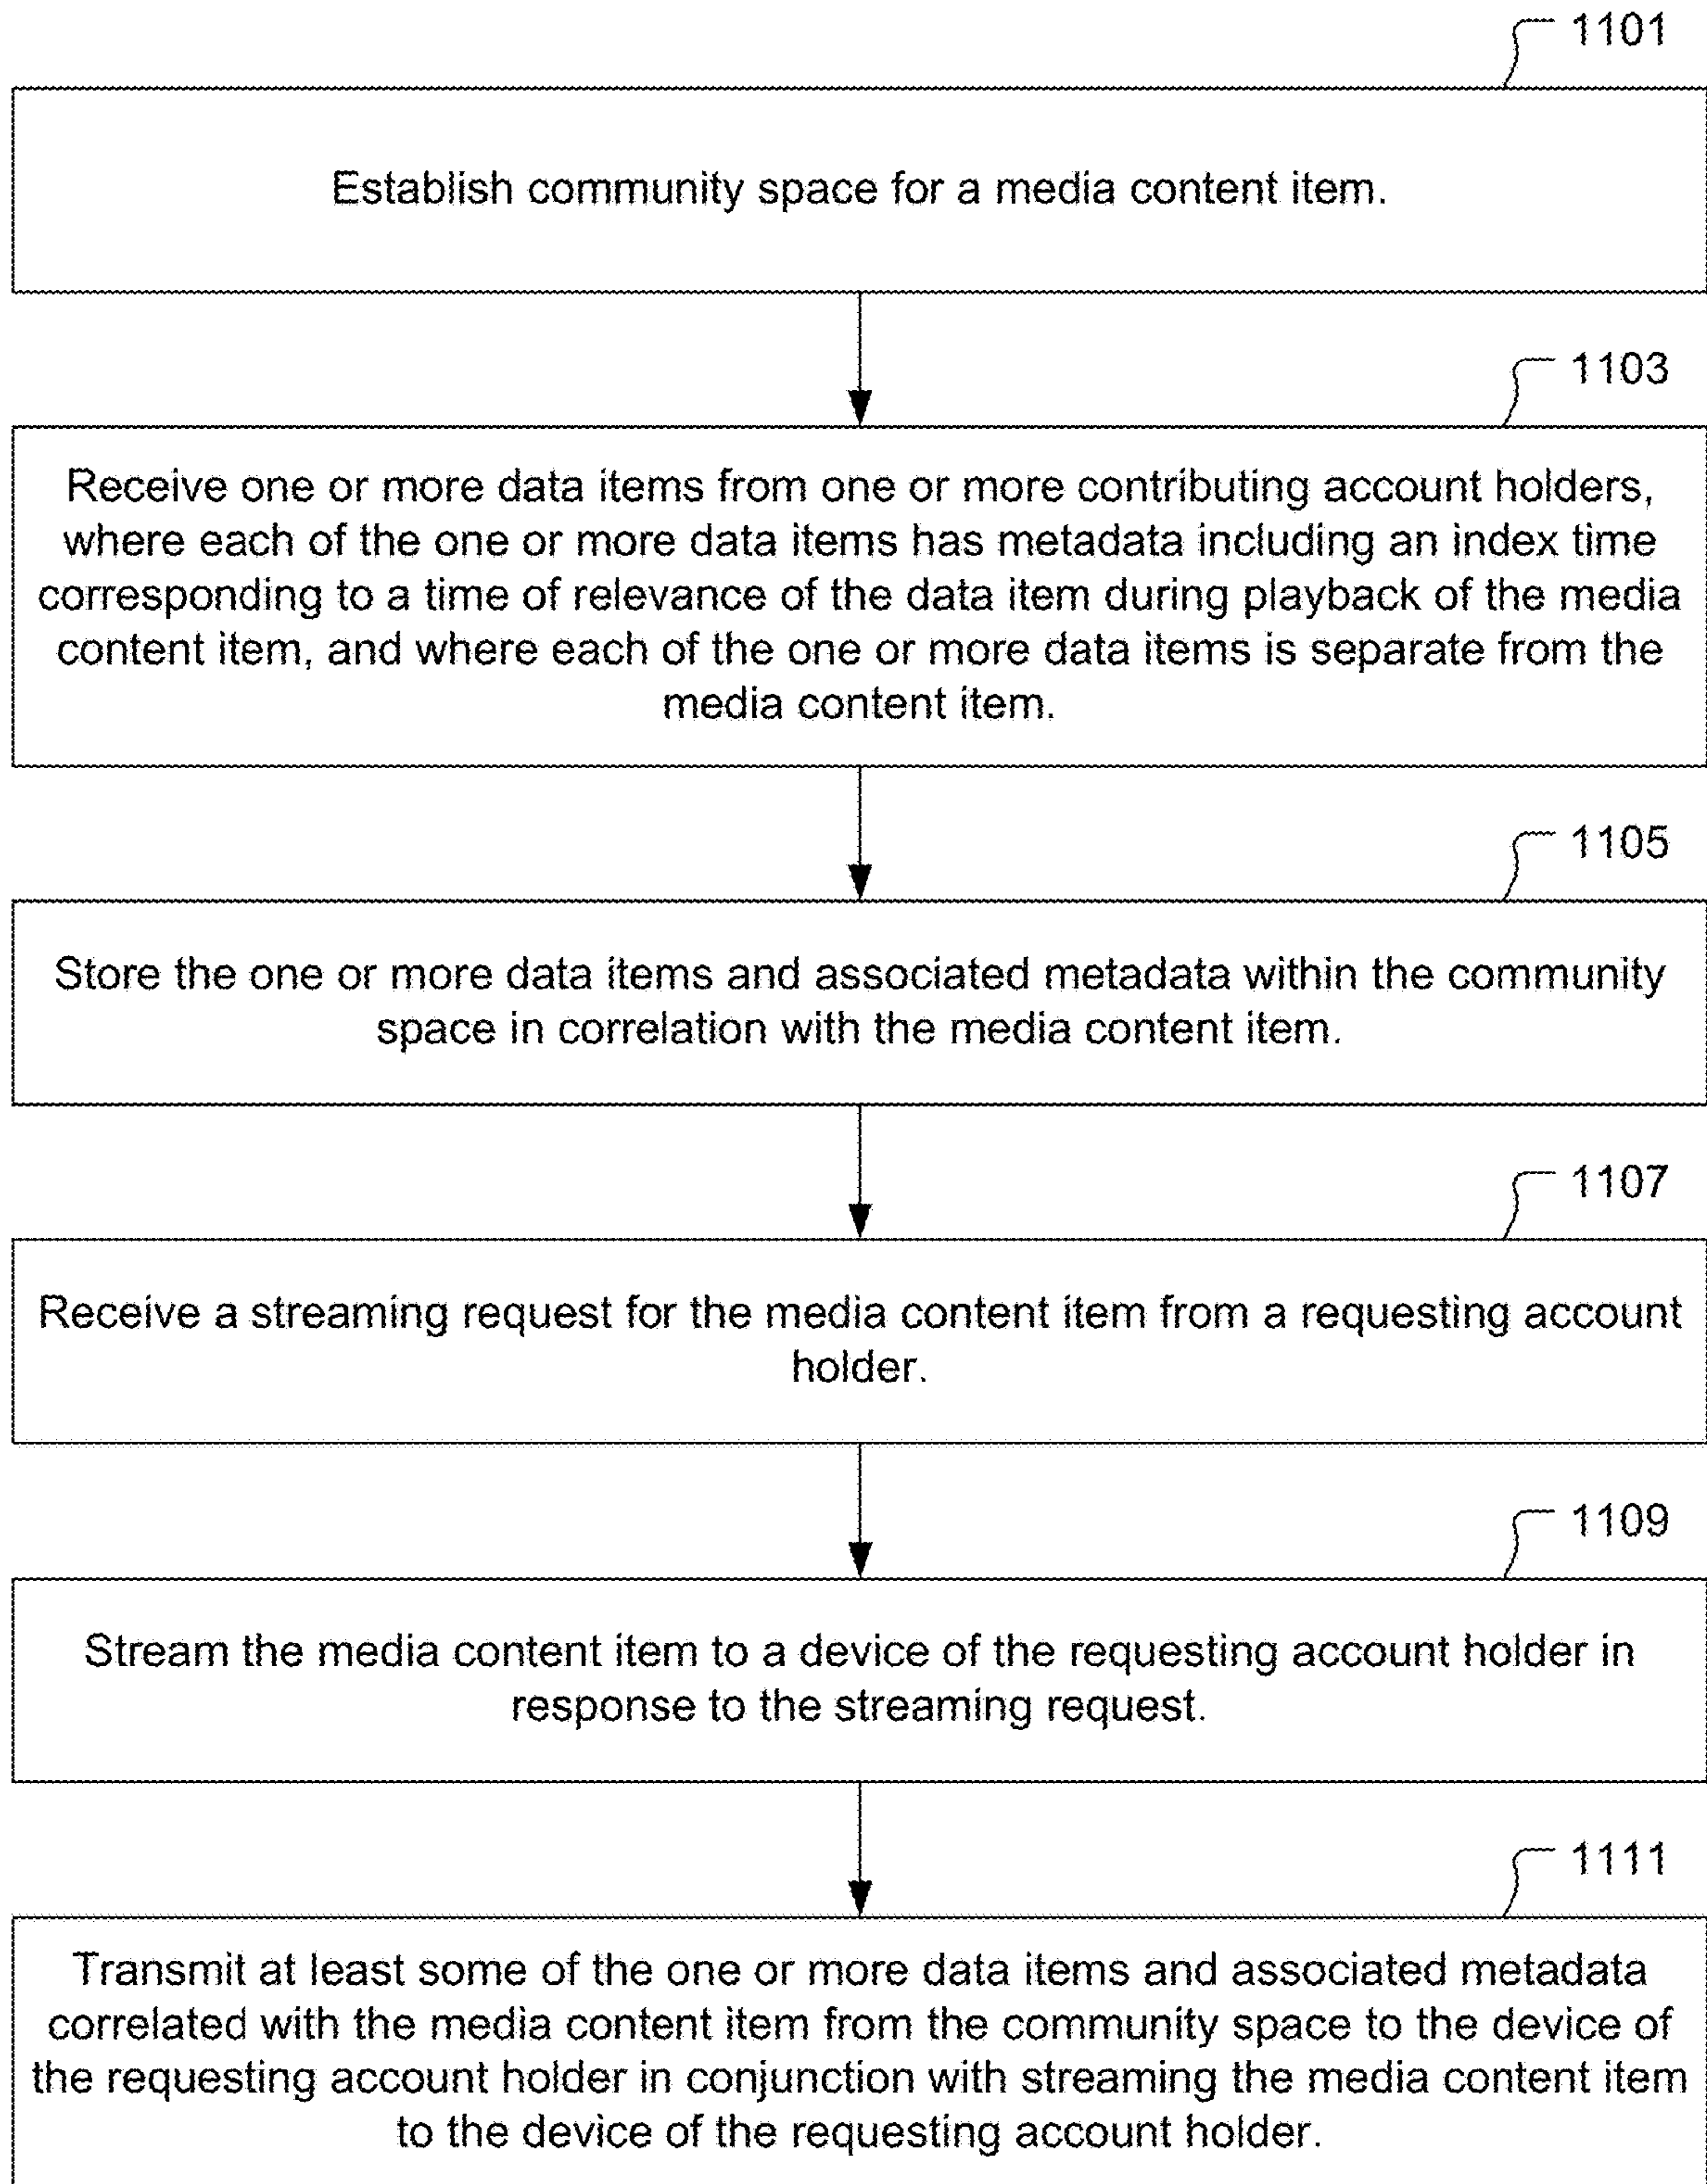 1101
Establish community space for a media content item.
1103
Receive one or more data items from one or more contributing account holders,
where each of the one or more data items has metadata including an index time
corresponding to a time of relevance of the data item during playback of the media
content item, and where each of the one or more data items is separate from the
media content item.
1105
Store the one or more data items and associated metadata within the community
space in correlation with the media content item.
1107
Receive a streaming request for the media content item from a requesting account
holder.
1109
Stream the media content item to a device of the requesting account holder in
response to the streaming request.
1111
Transmit at least some of the one or more data items and associated metadata
correlated with the media content item from the community space to the device of
the requesting account holder in conjunction with streaming the media content item
to the device of the requesting account holder.